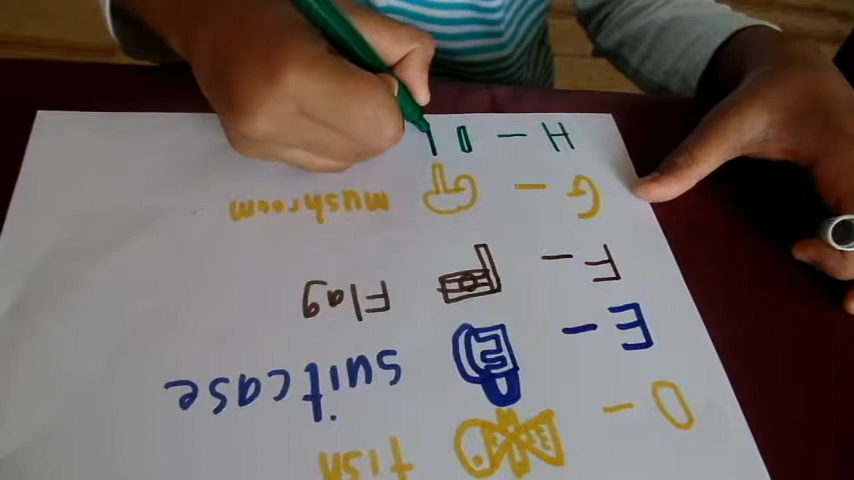 D - fish
E - suitcase
F - Flag
G - mushroom
H -